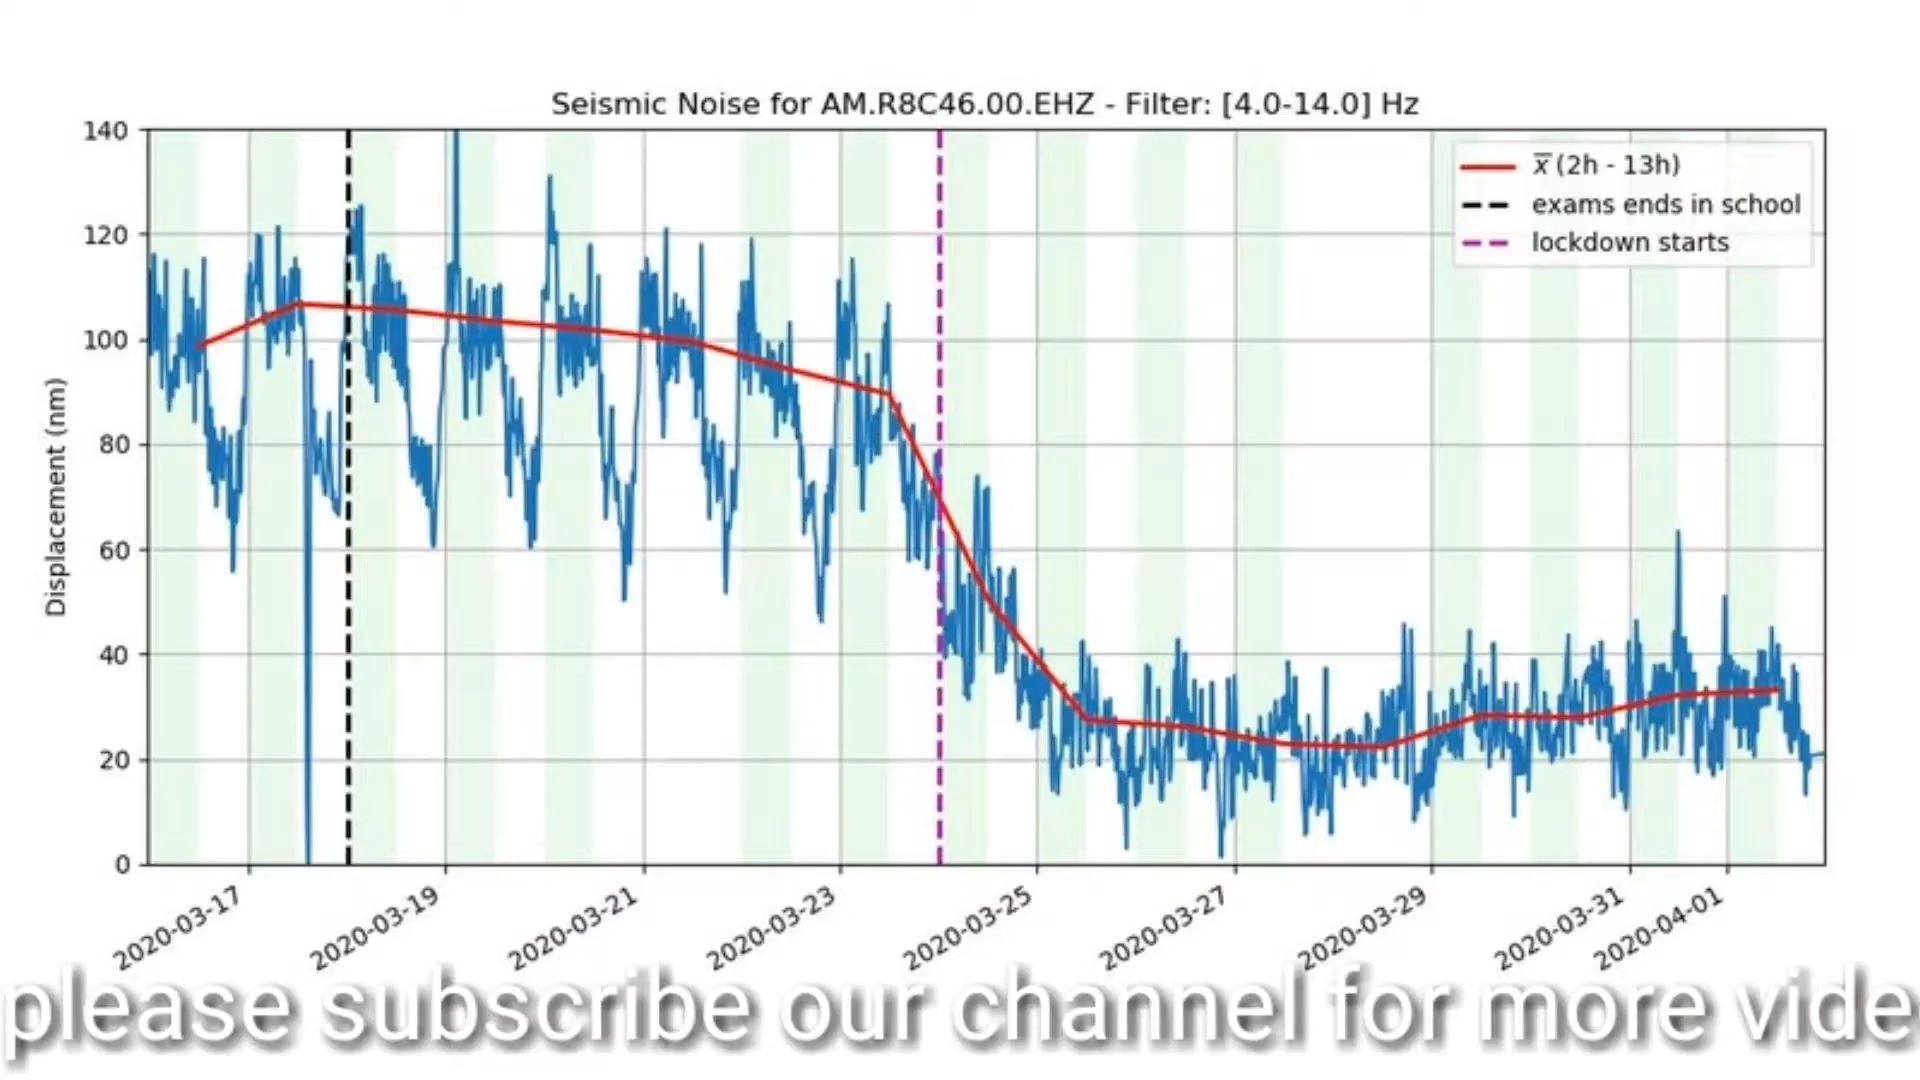 Seismic Noise for AM.R8C46.00.EHZ - Filter: [4.0-14.0] Hz
140
120
100
80
60
40
20
0
Displacement (nm)
x̅ (2h - 13h)
exams ends in school
lockdown starts
2020-03-17
2020-03-19
2020-03-21
2020-03-23
2020-03-25
2020-03-27
2020-03-29
2020-03-31
2020-04-01
please subscribe our channel for more vide